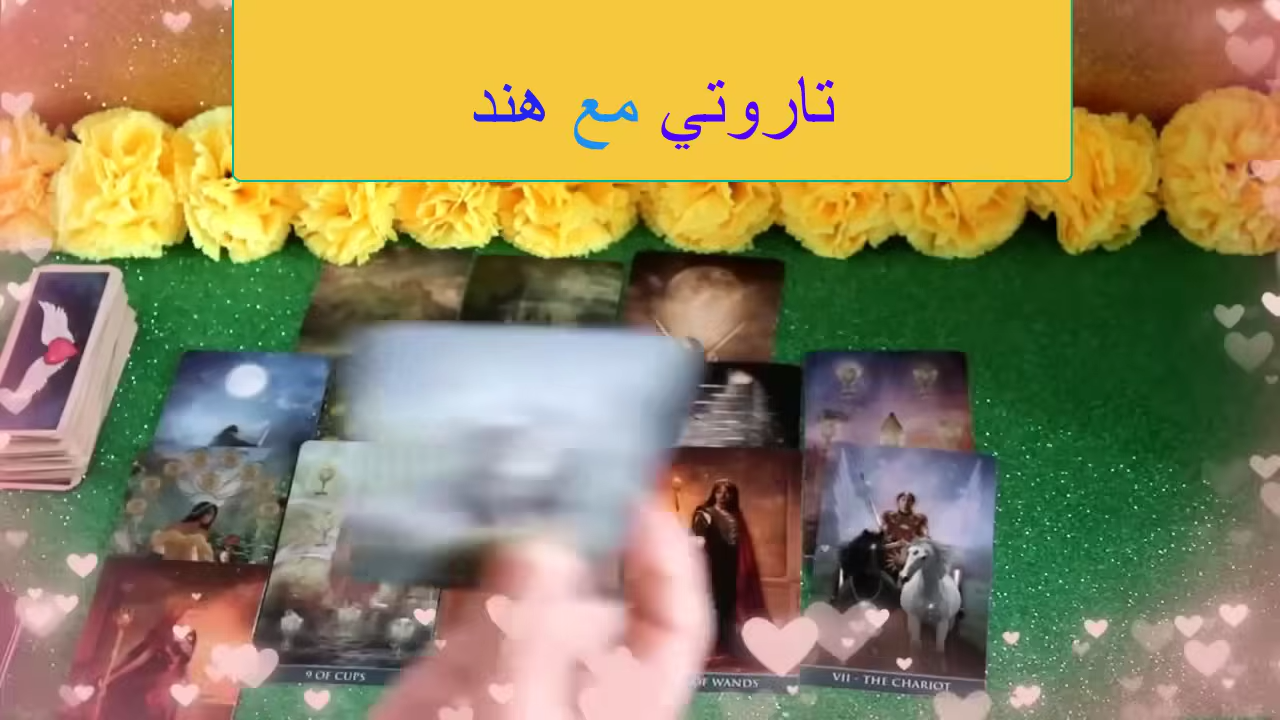 تاروتي مع هند
9 OF CUPS
OF WANDS
VII - THE CHARIOT